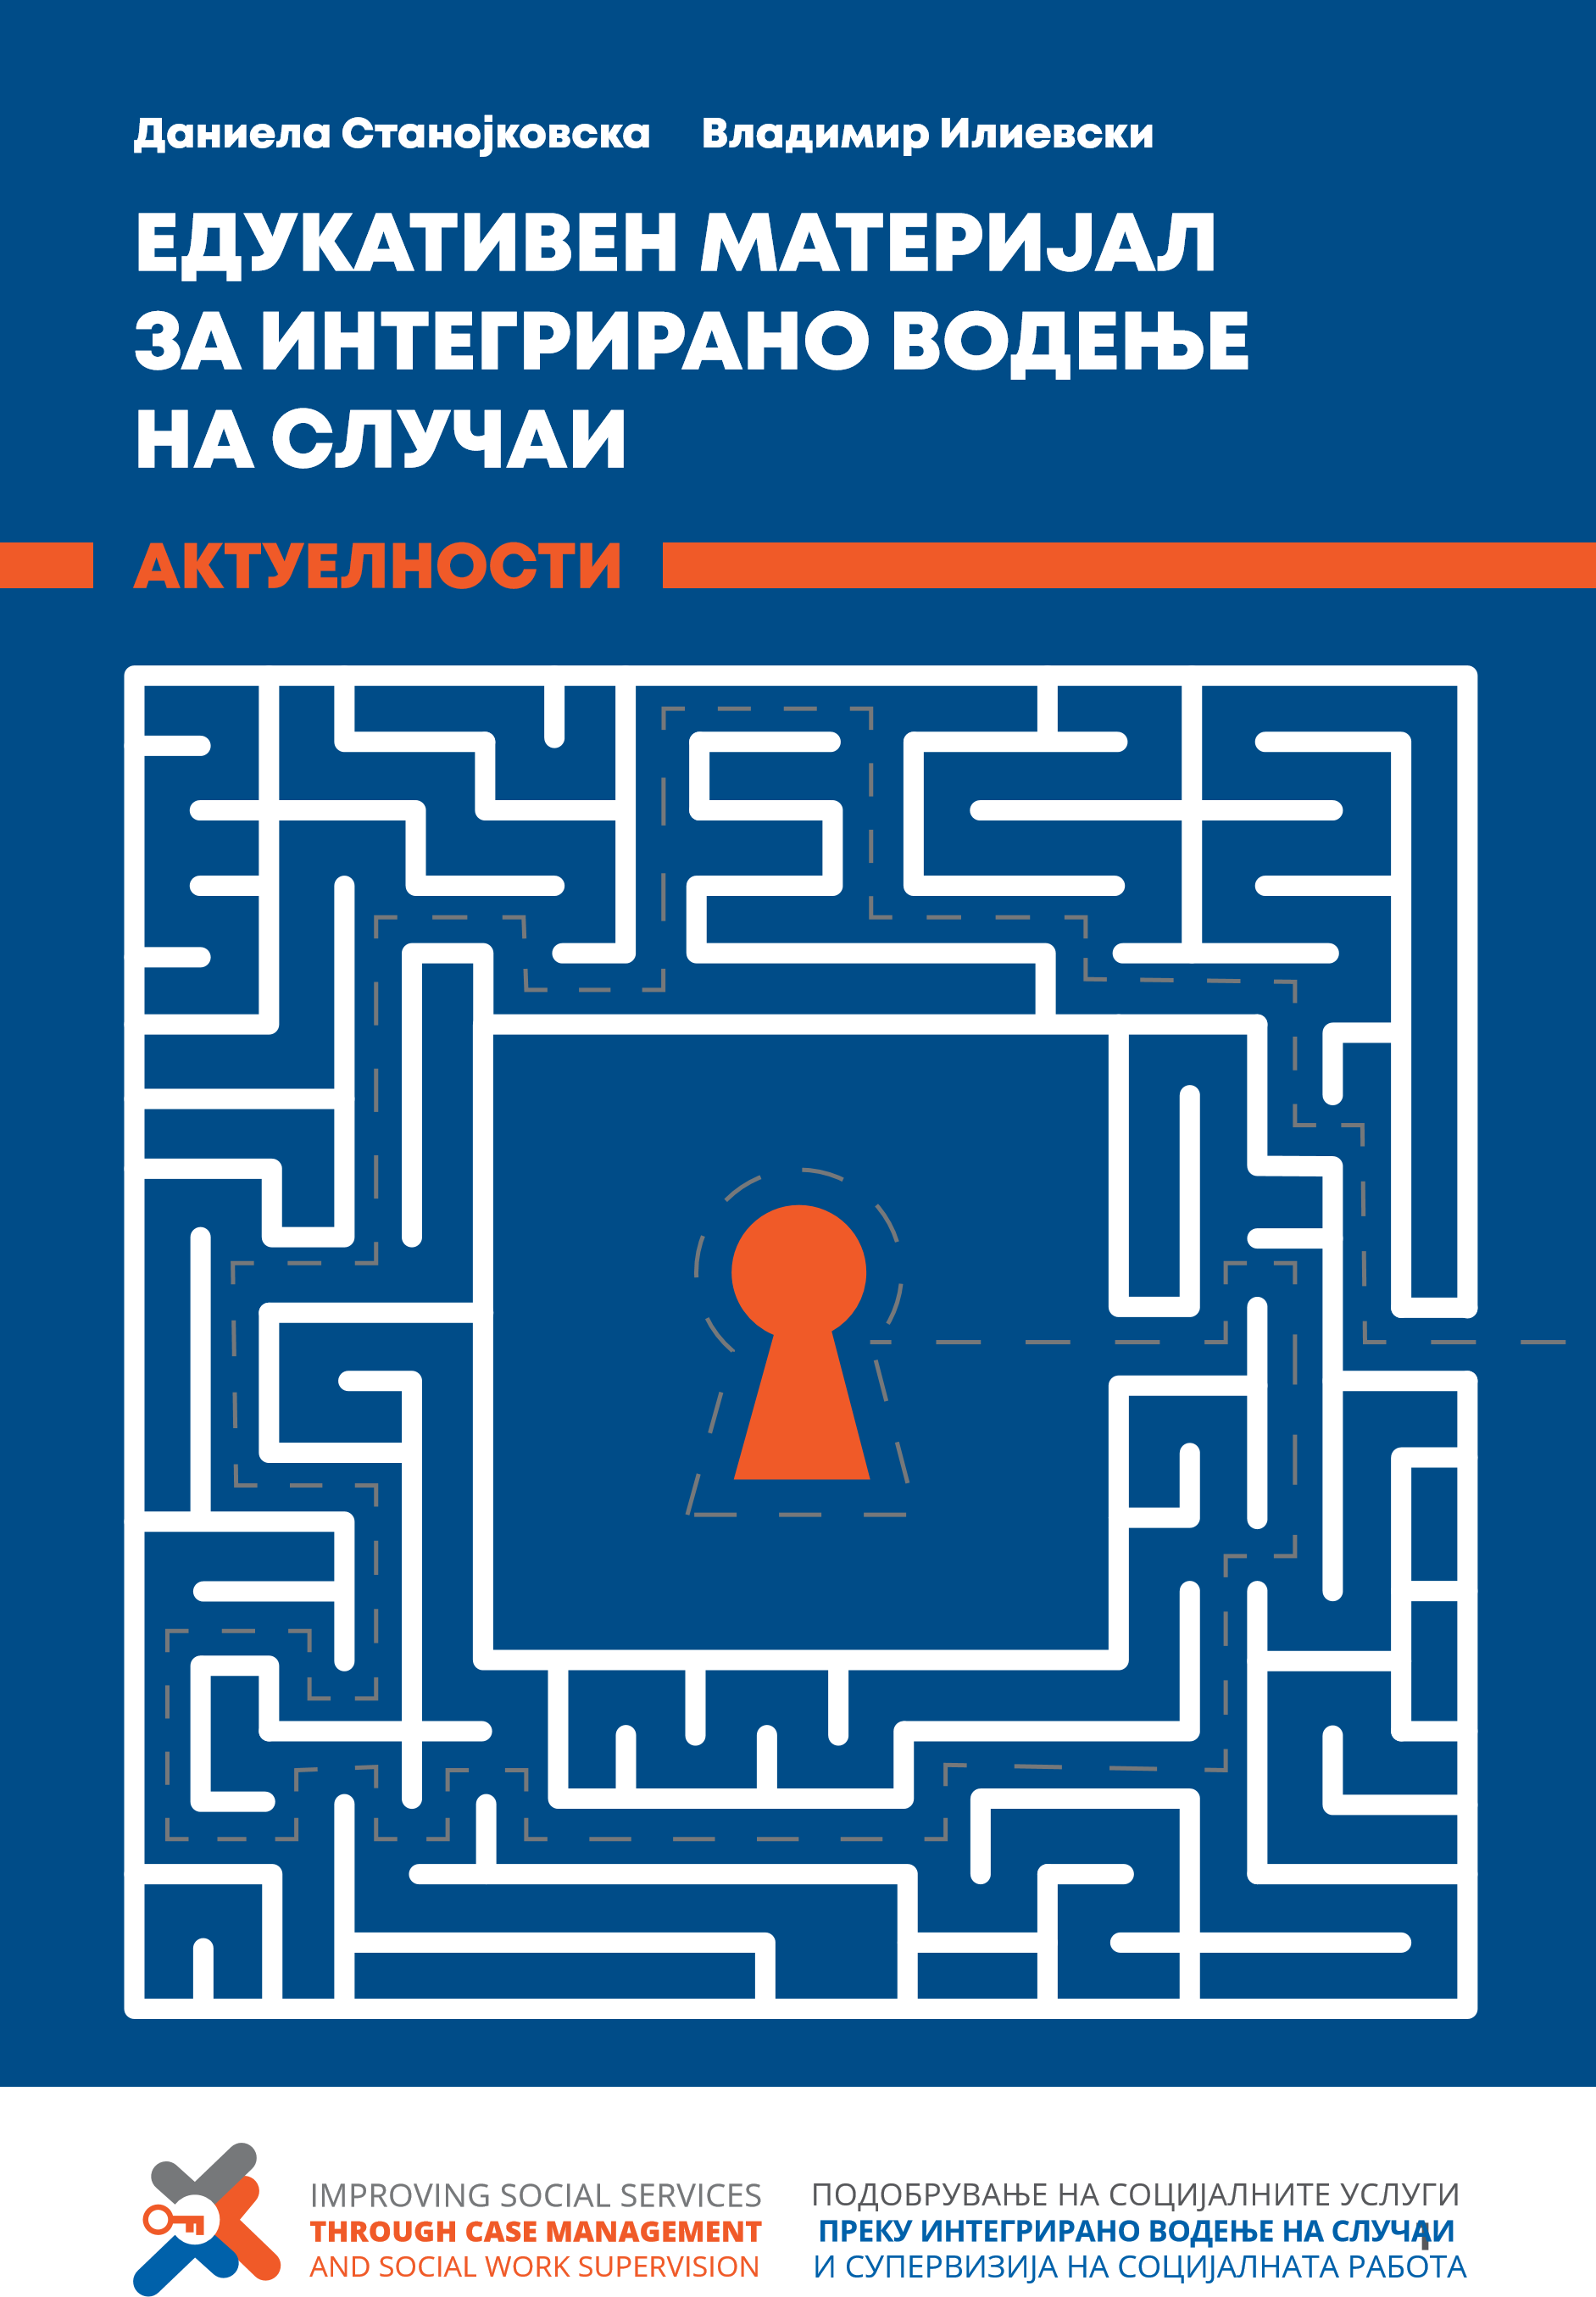 Даниела Станојковска Владимир Илиевски
ЕДУКАТИВЕН МАТЕРИЈАЛ
ЗА ИНТЕГРИРАНО ВОДЕЊЕ
НА СЛУЧАИ
АКТУЕЛНОСТИ
IMPROVING SOCIAL SERVICES
THROUGH CASE MANAGEMENT
AND SOCIAL WORK SUPERVISION
ПОДОБРУВАЊЕ НА СОЦИЈАЛНИТЕ УСЛУГИ
ПРЕКУ ИНТЕГРИРАНО ВОДЕЊЕ НА СЛУЧАИ
И СУПЕРВИЗИЈА НА СОЦИЈАЛНАТА РАБОТА